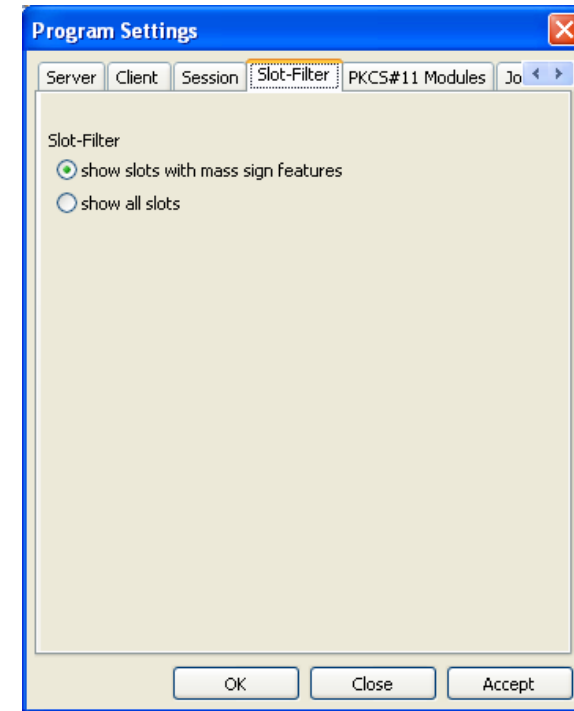 Program Settings
Server Client Session Slot-Filter PKCS#11 Modules Jo
Slot-Filter
show slots with mass sign features
show all slots
OK Close Accept